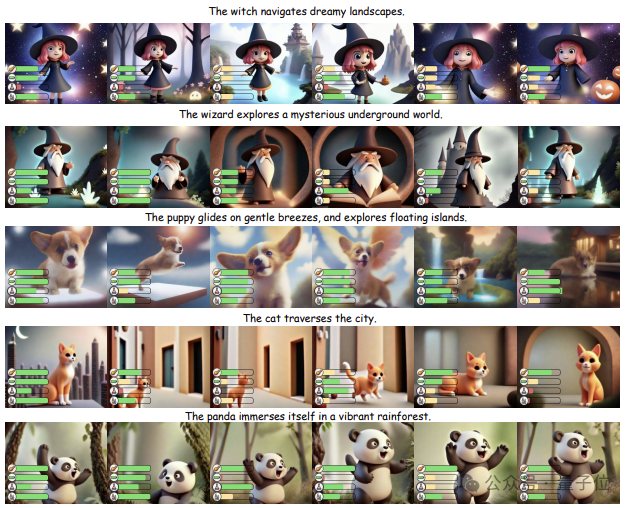 The witch navigates dreamy landscapes.
The wizard explores a mysterious underground world.
The puppy glides on gentle breezes, and explores floating islands.
The cat traverses the city.
The panda immerses itself in a vibrant rainforest.
公众号·量子位